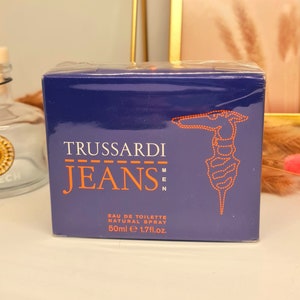 TRUSSARDI
JEANS
MEN
EAU DE TOILETTE
NATURAL SPRAY
50ml ℮ 1.7fl.oz.